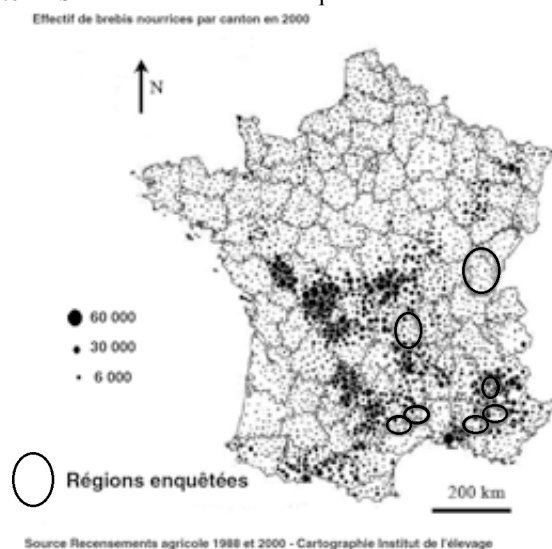 Effectif de brebis nourrices par canton en 2000
N
60 000
30 000
6 000
Régions enquêtées
200 km
Source Recensements agricole 1988 et 2000 - Cartographie Institut de l'élevage